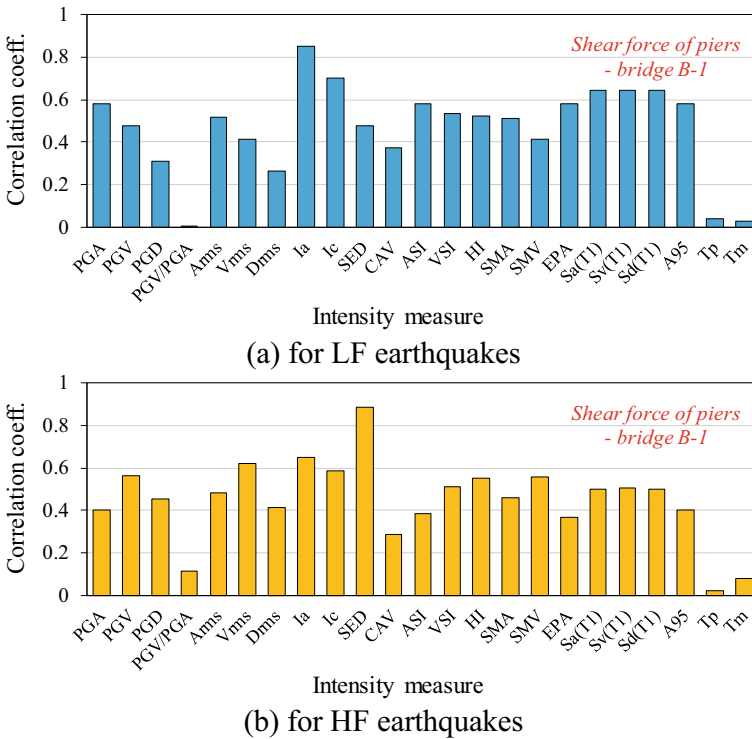 1
0.8
0.6
0.4
0.2
0
Correlation coeff.
Shear force of piers
- bridge B-1
PGA PGV PGD PGV/PGA Arms Vrms Drms Ia Ic SED CAV ASI VSI HI SMA SMV EPA Sa(T1) Sv(T1) Sd(T1) A95 Tp Tm
Intensity measure
(a) for LF earthquakes
1
0.8
0.6
0.4
0.2
0
Correlation coeff.
Shear force of piers
- bridge B-1
PGA PGV PGD PGV/PGA Arms Vrms Drms Ia Ic SED CAV ASI VSI HI SMA SMV EPA Sa(T1) Sv(T1) Sd(T1) A95 Tp Tm
Intensity measure
(b) for HF earthquakes